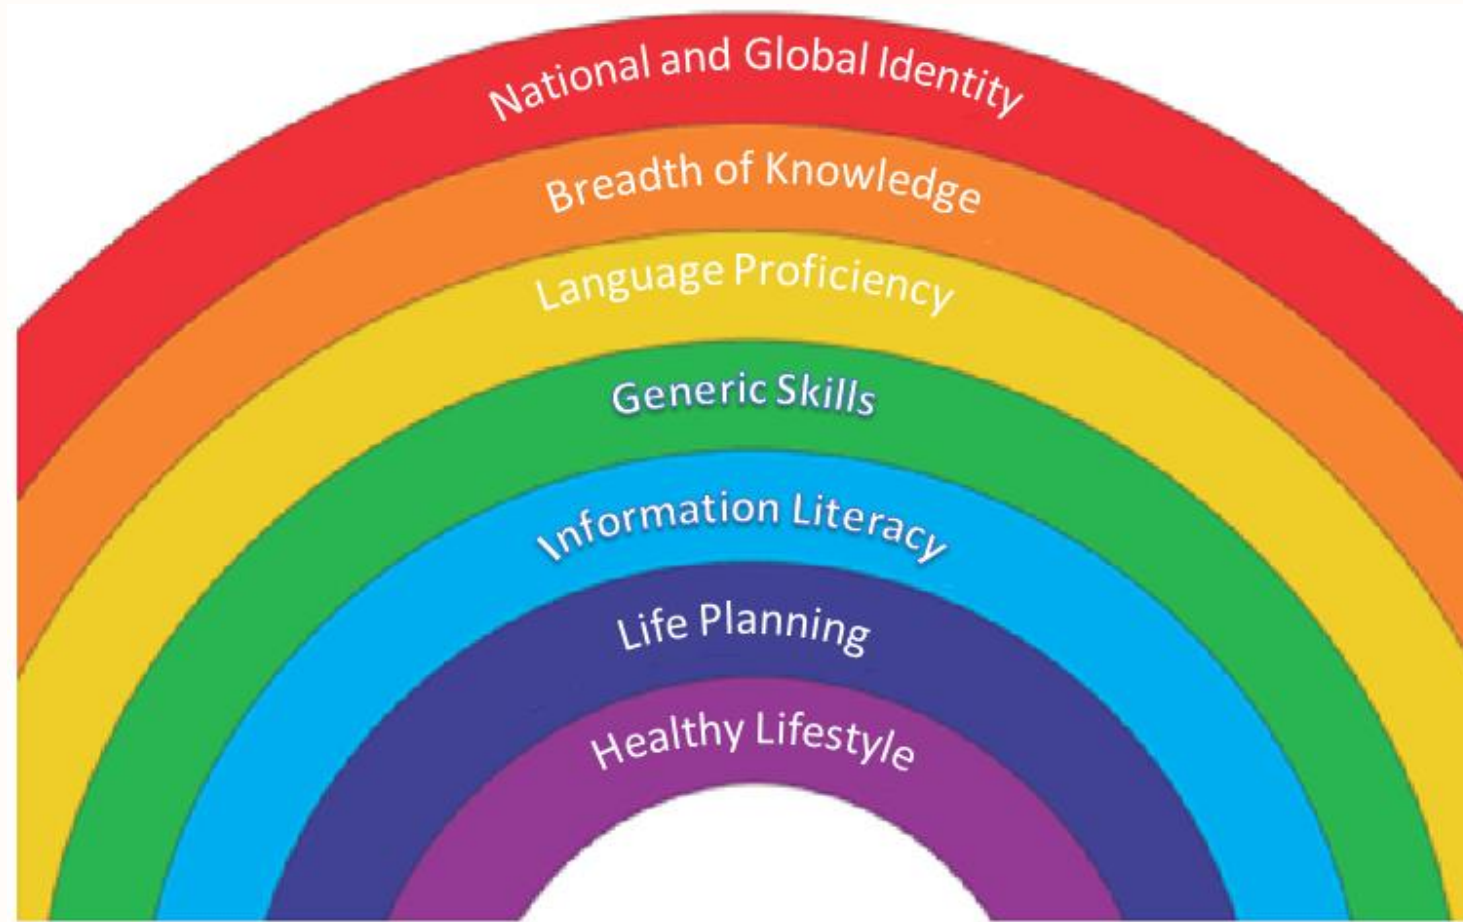 National and Global Identity
Breadth of Knowledge
Language Proficiency
Generic Skills
Information Literacy
Life Planning
Healthy Lifestyle